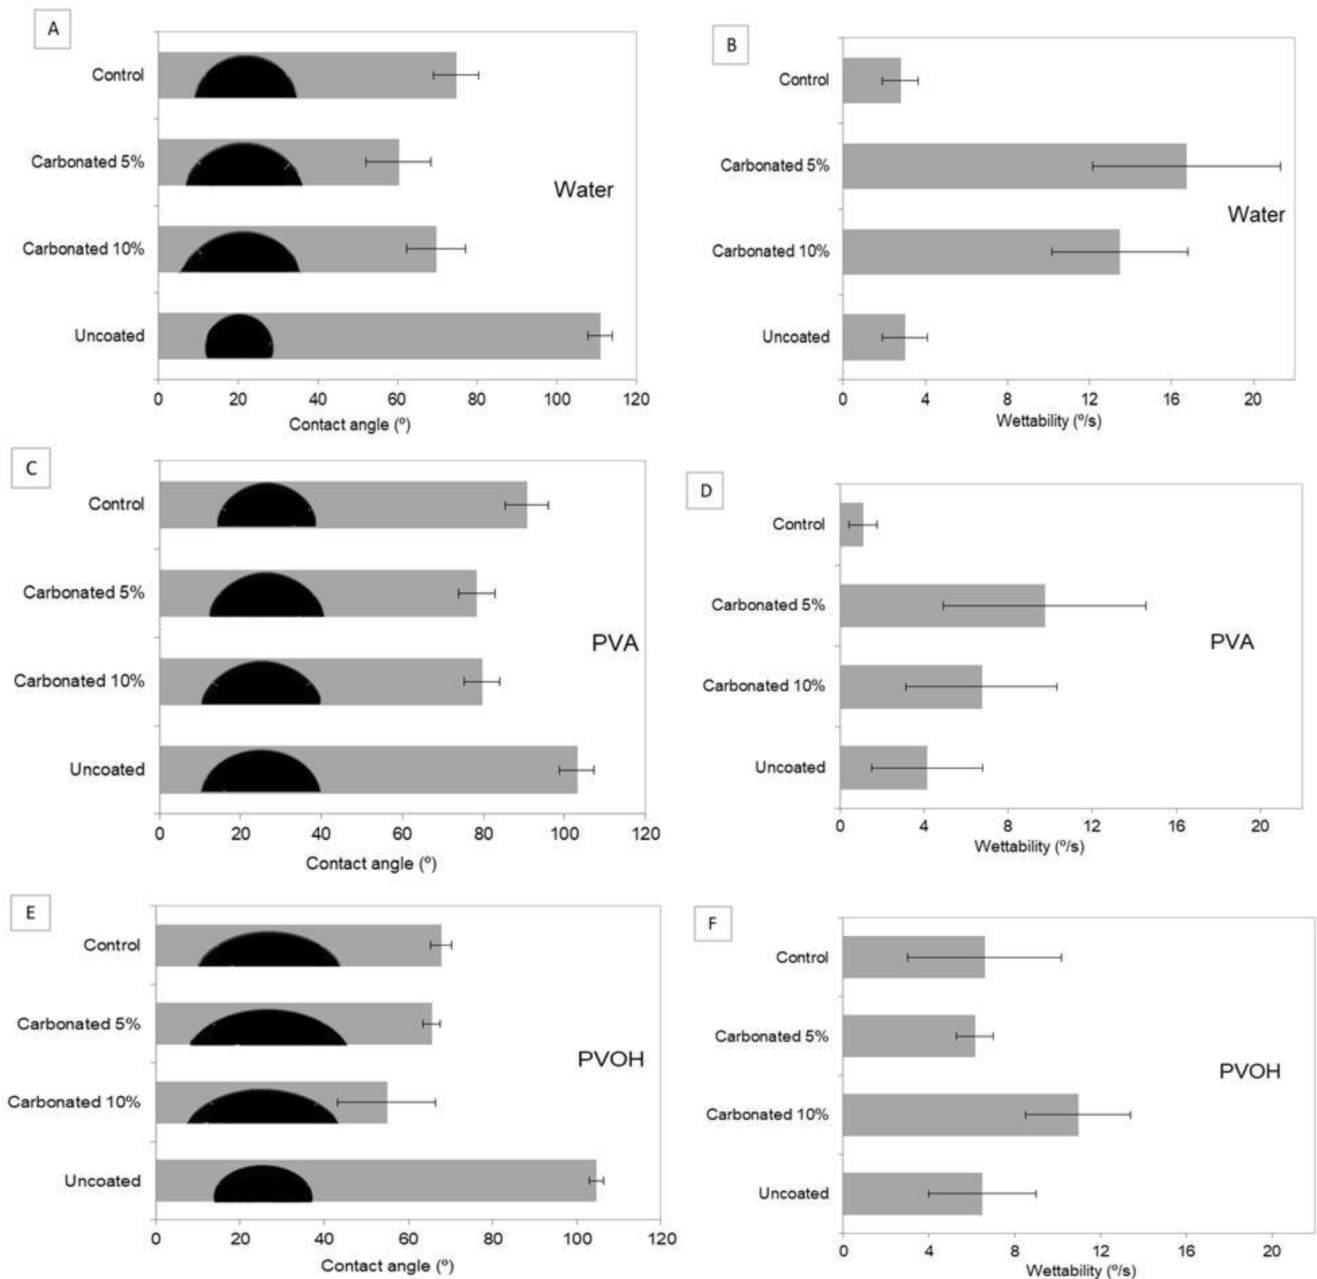 A
Control
Carbonated 5%
Water
Carbonated 10%
Uncoated
0 20 40 60 80 100 120
Contact angle (º)
B
Control
Carbonated 5%
Water
Carbonated 10%
Uncoated
0 4 8 12 16 20
Wettability (º/s)
C
Control
Carbonated 5%
PVA
Carbonated 10%
Uncoated
0 20 40 60 80 100 120
Contact angle (º)
D
Control
Carbonated 5%
PVA
Carbonated 10%
Uncoated
0 4 8 12 16 20
Wettability (º/s)
E
Control
Carbonated 5%
PVOH
Carbonated 10%
Uncoated
0 20 40 60 80 100 120
Contact angle (º)
F
Control
Carbonated 5%
PVOH
Carbonated 10%
Uncoated
0 4 8 12 16 20
Wettability (º/s)